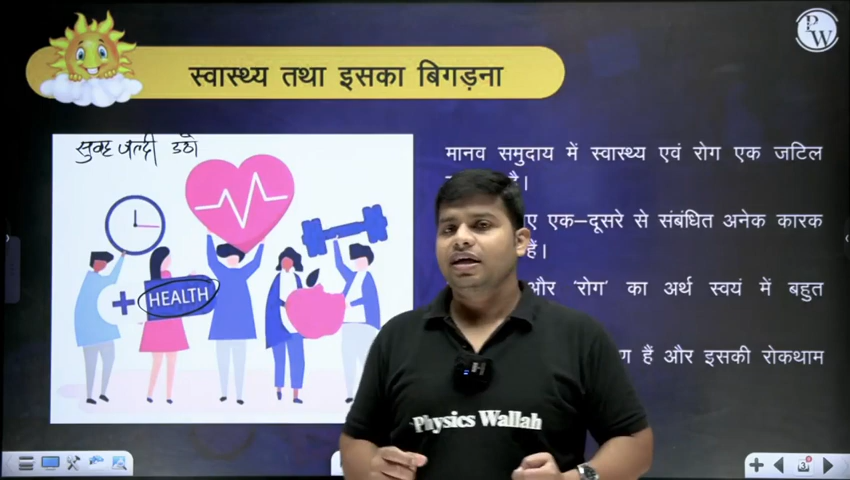 स्वास्थ्य तथा इसका बिगड़ना
PW
सुबह जल्दी उठो
HEALTH
मानव समुदाय में स्वास्थ्य एवं रोग एक जटिल
है।
एक–दूसरे से संबंधित अनेक कारक
हैं।
और 'रोग' का अर्थ स्वयं में बहुत
हैं और इसकी रोकथाम
Physics Wallah
H